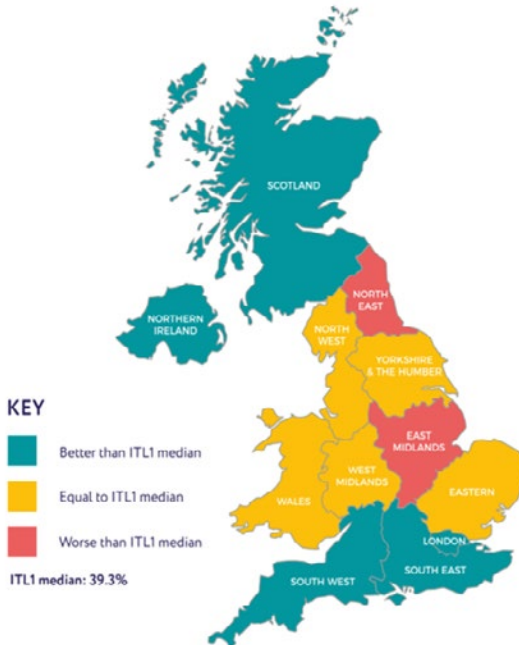 SCOTLAND
NORTH
EAST
NORTHERN
IRELAND
NORTH
WEST
YORKSHIRE
& THE HUMBER
KEY
Better than ITL1 median
Equal to ITL1 median
Worse than ITL1 median
ITL1 median: 39.3%
EAST
MIDLANDS
WEST
MIDLANDS
WALES
EASTERN
LONDON
SOUTH WEST
SOUTH EAST